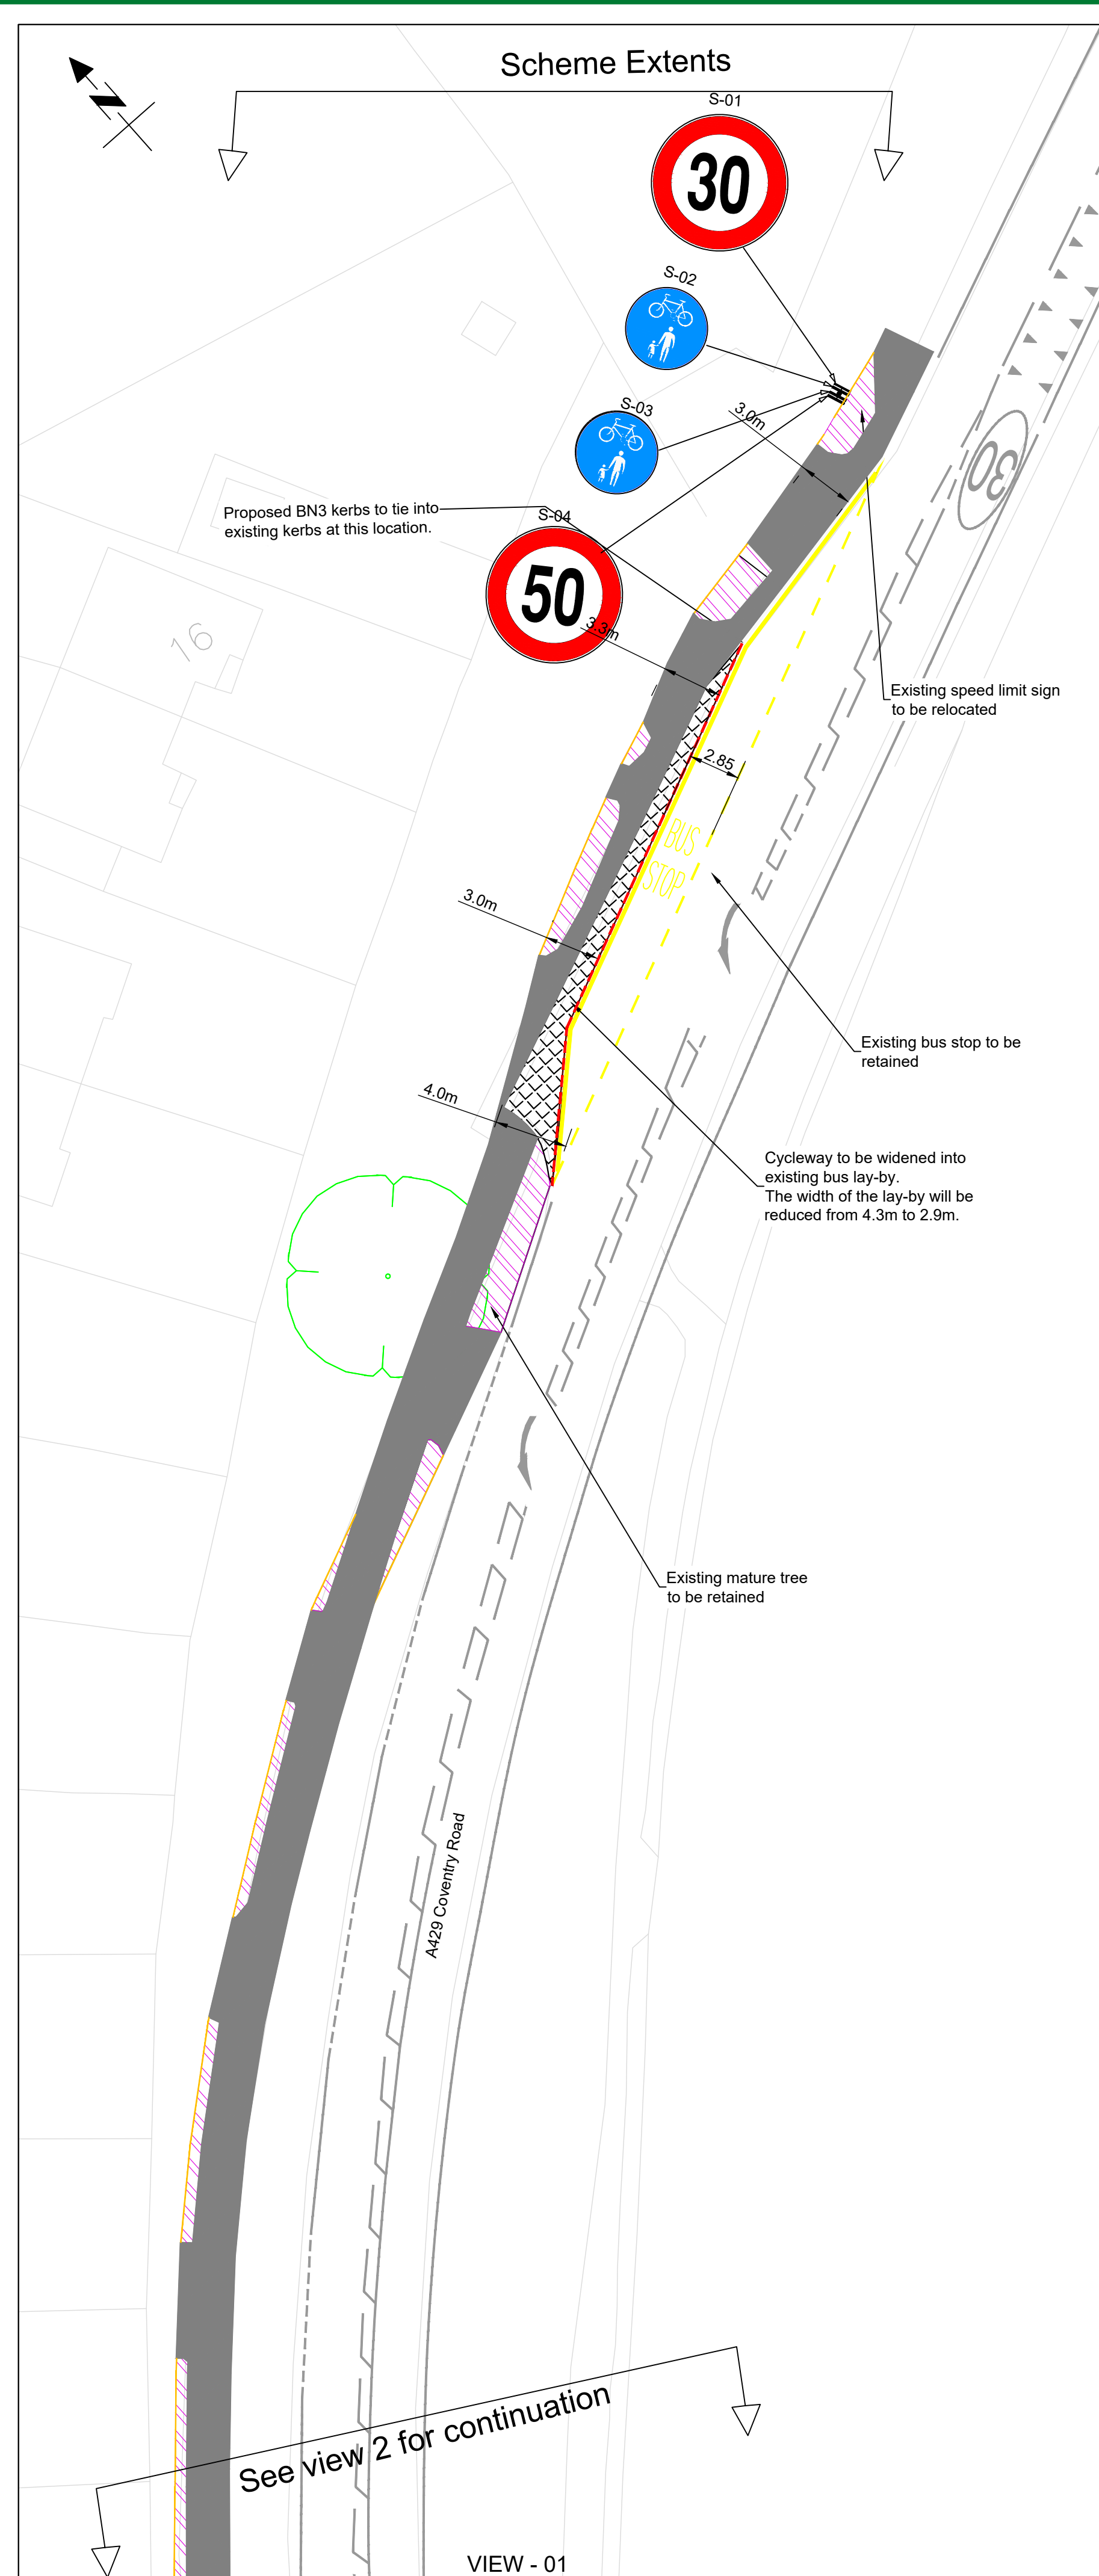 Scheme Extents
N
S-01
30
S-02
S-03
3.0m
30
Proposed BN3 kerbs to tie into
existing kerbs at this location.
S-04
50
3.3m
16
Existing speed limit sign
to be relocated
2.85
BUS
STOP
3.0m
Existing bus stop to be
retained
4.0m
Cycleway to be widened into
existing bus lay-by.
The width of the lay-by will be
reduced from 4.3m to 2.9m.
Existing mature tree
to be retained
A429 Coventry Road
See view 2 for continuation
VIEW - 01